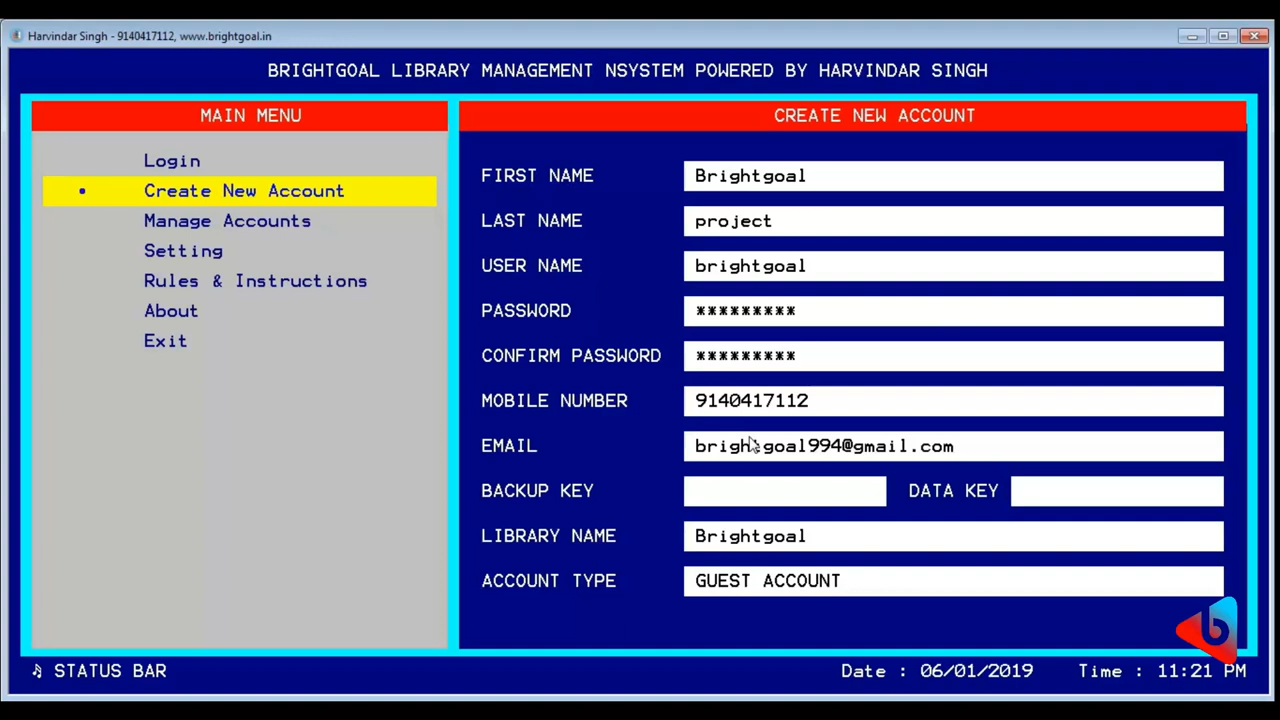 Harvindar Singh - 9140417112, www.brightgoal.in
BRIGHTGOAL LIBRARY MANAGEMENT NSYSTEM POWERED BY HARVINDAR SINGH
MAIN MENU
Login
Create New Account
Manage Accounts
Setting
Rules & Instructions
About
Exit
CREATE NEW ACCOUNT
FIRST NAME Brightgoal
LAST NAME project
USER NAME brightgoal
PASSWORD *********
CONFIRM PASSWORD *********
MOBILE NUMBER 9140417112
EMAIL brightgoal994@gmail.com
BACKUP KEY DATA KEY
LIBRARY NAME Brightgoal
ACCOUNT TYPE GUEST ACCOUNT
b
♫ STATUS BAR Date : 06/01/2019 Time : 11:21 PM